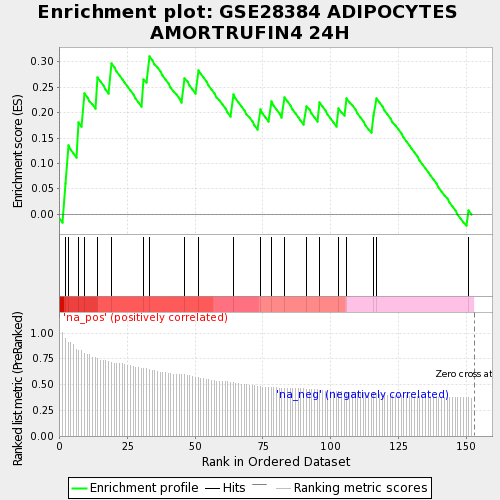 Enrichment plot: GSE28384 ADIPOCYTES
AMORTRUFIN4 24H
Enrichment score (ES)
0.30
0.25
0.20
0.15
0.10
0.05
0.00
'na_pos' (positively correlated)
Ranked list metric (PreRanked)
1.00
0.75
0.50
0.25
0.00
Zero cross at
'na_neg' (negatively correlated)
0 25 50 75 100 125 150
Rank in Ordered Dataset
Enrichment profile Hits Ranking metric scores